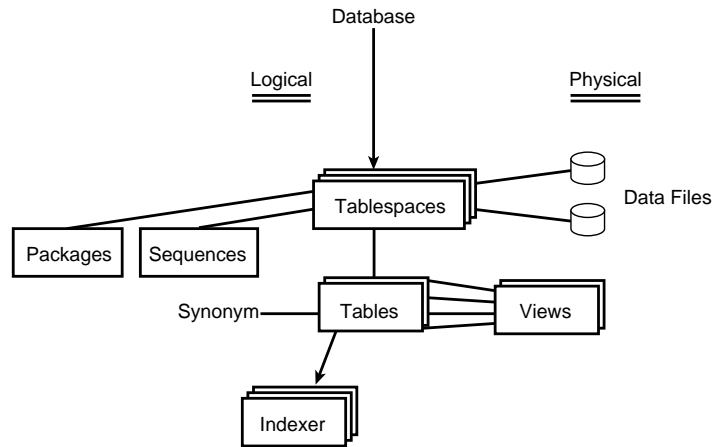 Database
Logical
Physical
Tablespaces
Data Files
Packages
Sequences
Synonym
Tables
Views
Indexer